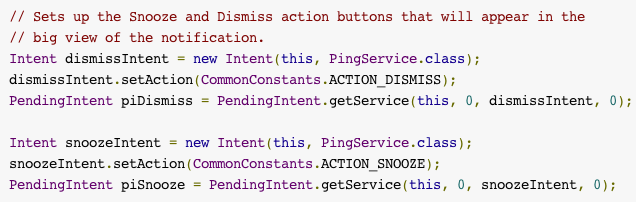 // Sets up the Snooze and Dismiss action buttons that will appear in the
// big view of the notification.
Intent dismissIntent = new Intent(this, PingService.class);
dismissIntent.setAction(CommonConstants.ACTION_DISMISS);
PendingIntent piDismiss = PendingIntent.getService(this, 0, dismissIntent, 0);

Intent snoozeIntent = new Intent(this, PingService.class);
snoozeIntent.setAction(CommonConstants.ACTION_SNOOZE);
PendingIntent piSnooze = PendingIntent.getService(this, 0, snoozeIntent, 0);